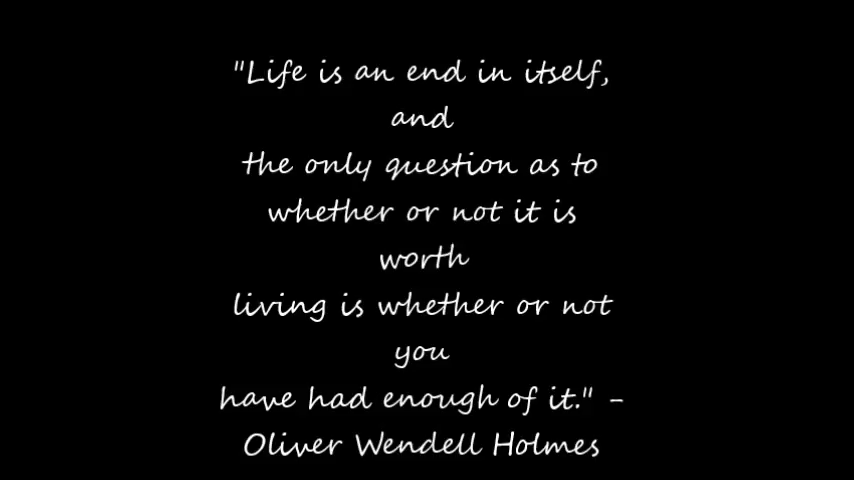 "Life is an end in itself,
and
the only question as to
whether or not it is
worth
living is whether or not
you
have had enough of it." -
Oliver Wendell Holmes